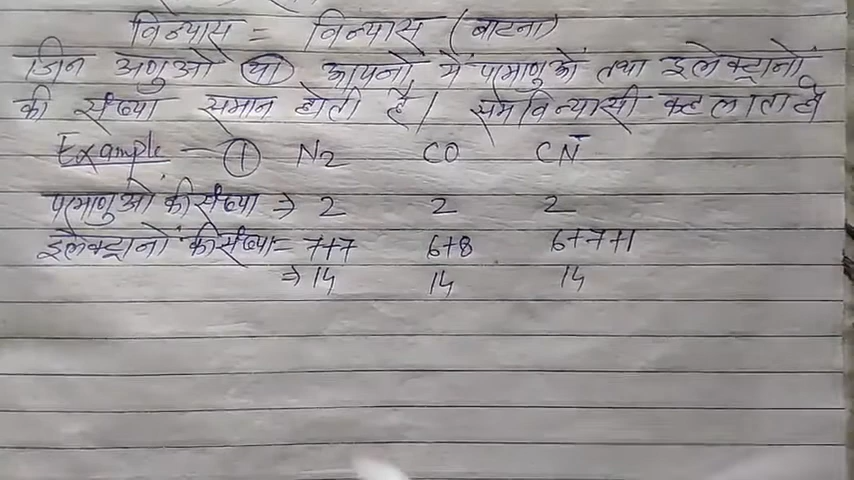 विन्यास = विन्यास (बाटना)
जिन अणुओ या आयनों में परमाणुओं तथा इलेक्ट्रानों
की संख्या समान होती है। सम विन्यासी कहलाता है
Example - ① N2 CO CN⁻
परमाणुओं की संख्या → 2 2 2
इलेक्ट्रानों की संख्या = 7+7 6+8 6+7+1
⇒ 14 14 14